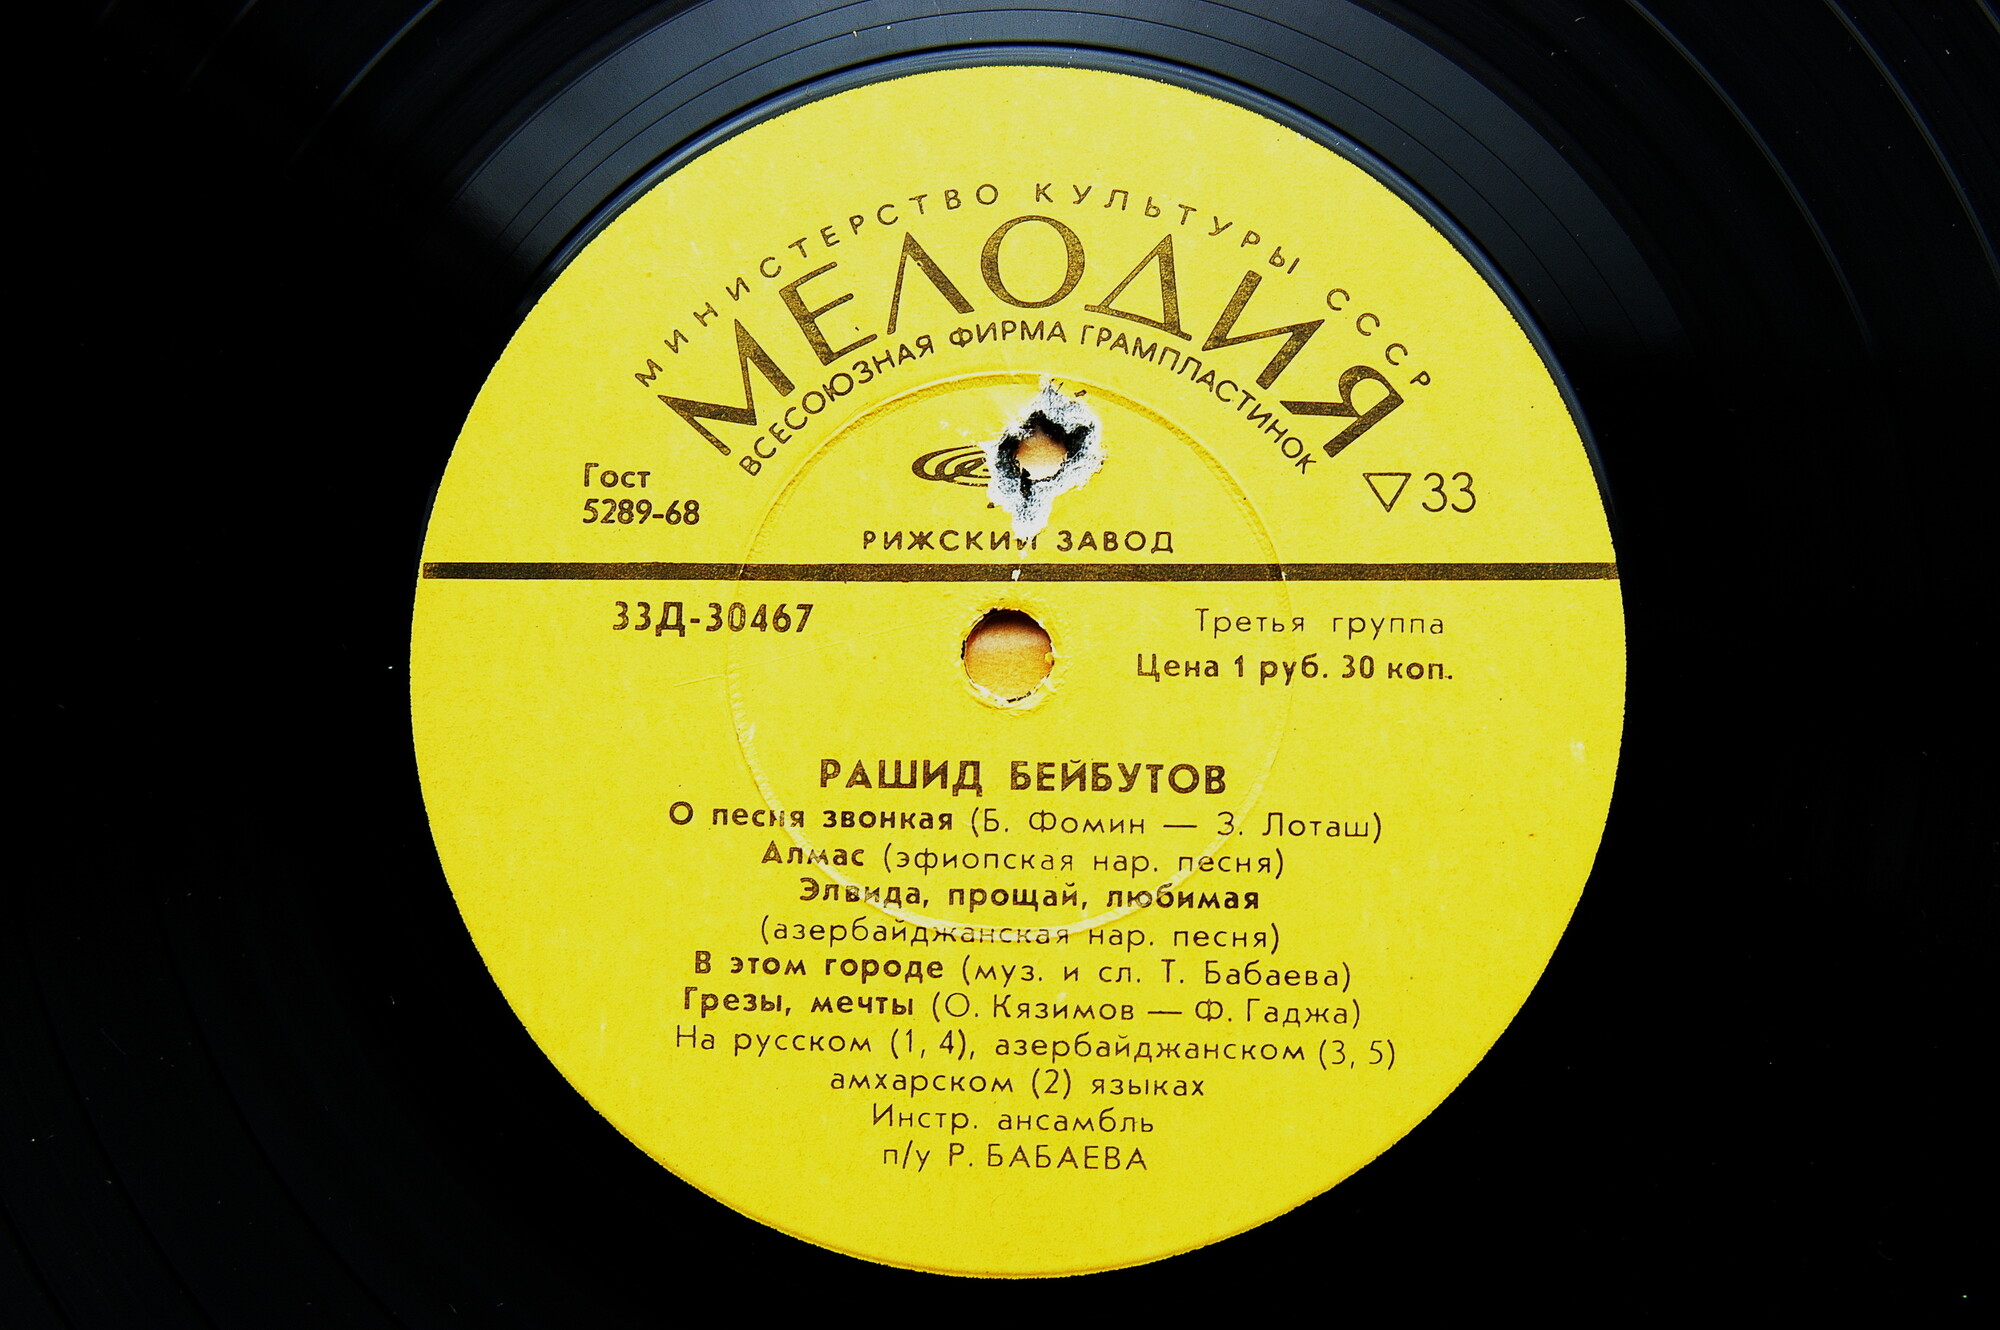 МИНИСТЕРСТВО КУЛЬТУРЫ СССР
МЕЛОДИЯ
ВСЕСОЮЗНАЯ ФИРМА ГРАМПЛАСТИНОК
Гост
5289-68
33
РИЖСКИЙ ЗАВОД
33Д-30467
Третья группа
Цена 1 руб. 30 коп.
РАШИД БЕЙБУТОВ
О песня звонкая (Б. Фомин — З. Лоташ)
Алмас (эфиопская нар. песня)
Элвида, прощай, любимая
(азербайджанская нар. песня)
В этом городе (муз. и сл. Т. Бабаева)
Грезы, мечты (О. Кязимов — Ф. Гаджа)
На русском (1, 4), азербайджанском (3, 5)
амхарском (2) языках
Инстр. ансамбль
п/у Р. БАБАЕВА